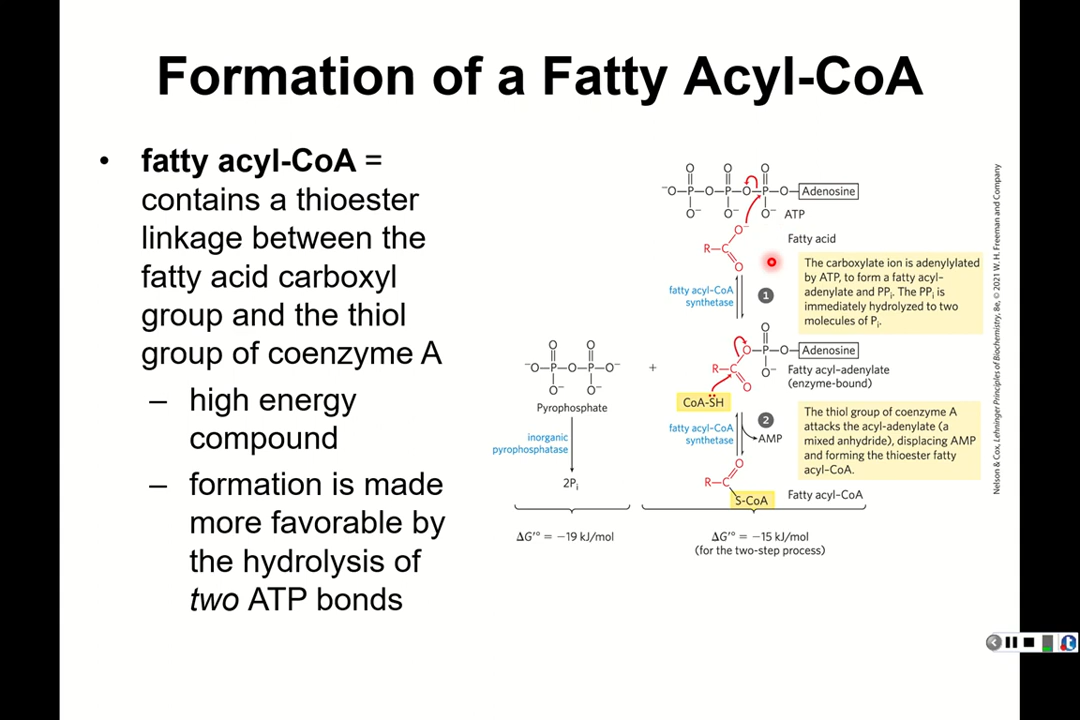 Formation of a Fatty Acyl-CoA
• fatty acyl-CoA =
contains a thioester
linkage between the
fatty acid carboxyl
group and the thiol
group of coenzyme A
– high energy
compound
– formation is made
more favorable by
the hydrolysis of
two ATP bonds
O O O
⁻O–P–O–P–O–P–O–Adenosine
O⁻ O⁻ O⁻ ATP
O⁻
R–C
O
Fatty acid
fatty acyl-CoA
synthetase
1
The carboxylate ion is adenylylated
by ATP, to form a fatty acyl-
adenylate and PPi. The PPi is
immediately hydrolyzed to two
molecules of Pi.
O O
⁻O–P–O–P–O⁻
O⁻ O⁻
Pyrophosphate
+
O
O–P–O–Adenosine
R–C O⁻
O
Fatty acyl-adenylate
(enzyme-bound)
CoA-SH
inorganic
pyrophosphatase
2Pi
fatty acyl-CoA
synthetase
2
AMP
The thiol group of coenzyme A
attacks the acyl-adenylate (a
mixed anhydride), displacing AMP
and forming the thioester fatty
acyl-CoA.
O
R–C
S-CoA
Fatty acyl-CoA
ΔG′° = −19 kJ/mol
ΔG′° = −15 kJ/mol
(for the two-step process)
Nelson & Cox, Lehninger Principles of Biochemistry, 8e, © 2021 W. H. Freeman and Company